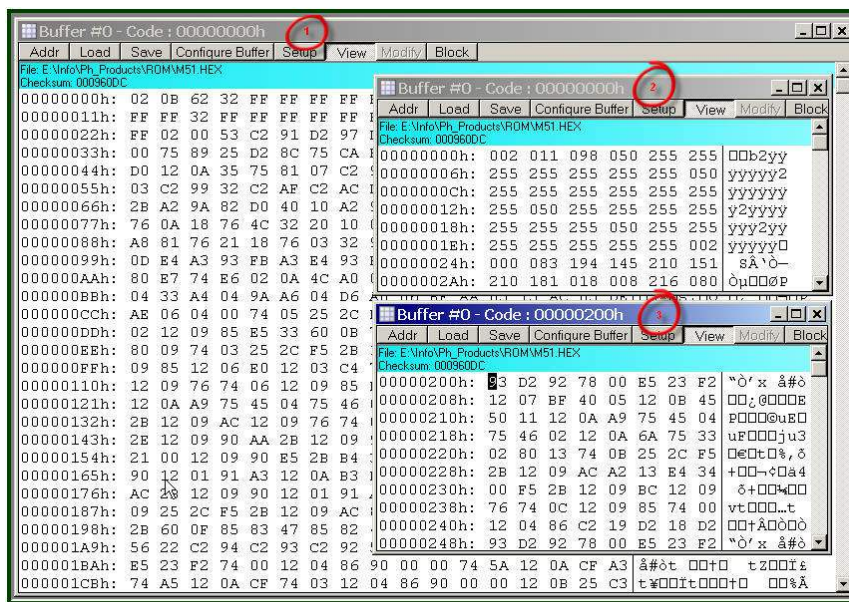 Buffer #0 - Code : 00000000h
1
Addr Load Save Configure Buffer Setup View Modify Block
File: E:\Info\Ph_Products\ROM\M51.HEX
Checksum: 000960DC
00000000h: 02 0B 62 32 FF FF FF FF
00000011h: FF FF 32 FF FF FF FF FF
00000022h: FF 02 00 53 C2 91 D2 97
00000033h: 00 75 89 25 D2 8C 75 CA
00000044h: D0 12 0A 35 75 81 07 C2
00000055h: 03 C2 99 32 C2 AF C2 AC
00000066h: 2B A2 9A 82 D0 40 10 A2
00000077h: 76 0A 18 76 4C 32 20 10
00000088h: A8 81 76 21 18 76 03 32
00000099h: 0D E4 A3 93 FB A3 E4 93
000000AAh: 80 E7 74 E6 02 0A 4C A0
000000BBh: 04 33 A4 04 9A A6 04 D6
000000CCh: AE 06 04 00 74 05 25 2C
000000DDh: 02 12 09 85 E5 33 60 0B
000000EEh: 80 09 74 03 25 2C F5 2B
000000FFh: 09 85 12 06 E0 12 03 C4
00000110h: 12 09 76 74 06 12 09 85
00000121h: 12 0A A9 75 45 04 75 46
00000132h: 2B 12 09 AC 12 09 76 74
00000143h: 2E 12 09 90 AA 2B 12 09
00000154h: 21 00 12 09 90 E5 2B B4
00000165h: 90 12 01 91 A3 12 0A B3
00000176h: AC 12 09 90 12 01 91
00000187h: 09 25 2C F5 2B 12 09 AC
00000198h: 2B 60 0F 85 83 47 85 82
000001A9h: 56 22 C2 94 C2 93 C2 92
000001BAh: E5 23 F2 74 00 12 04 86 90 00 00 74 5A 12 0A CF A3
000001CBh: 74 A5 12 0A CF 74 03 12 04 86 90 00 00 12 0B 25 C3
Buffer #0 - Code : 00000000h
2
Addr Load Save Configure Buffer Setup View Modify Block
File: E:\Info\Ph_Products\ROM\M51.HEX
Checksum: 000960DC
00000000h: 002 011 098 050 255 255 □□b2ÿÿ
00000006h: 255 255 255 255 255 050 ÿÿÿÿÿ2
0000000Ch: 255 255 255 255 255 255 ÿÿÿÿÿÿ
00000012h: 255 050 255 255 255 255 ÿ2ÿÿÿÿ
00000018h: 255 255 255 050 255 255 ÿÿÿ2ÿÿ
0000001Eh: 255 255 255 255 255 002 ÿÿÿÿÿ□
00000024h: 000 083 194 145 210 151 sÂ‘Ò—
0000002Ah: 210 181 018 008 216 080 Òµ□□ØP
Buffer #0 - Code : 00000200h
3
Addr Load Save Configure Buffer Setup View Modify Block
File: E:\Info\Ph_Products\ROM\M51.HEX
Checksum: 000960DC
00000200h: 93 D2 92 78 00 E5 23 F2 “Ò’x å#ò
00000208h: 12 07 BF 40 05 12 0B 45 □□¿@□□□E
00000210h: 50 11 12 0A A9 75 45 04 P□□□©uE□
00000218h: 75 46 02 12 0A 6A 75 33 uF□□□ju3
00000220h: 02 80 13 74 0B 25 2C F5 □€□t□%,õ
00000228h: 2B 12 09 AC A2 13 E4 34 +□□¬¢□ä4
00000230h: 00 F5 2B 12 09 BC 12 09 õ+□□¼□□
00000238h: 76 74 0C 12 09 85 74 00 vt□□□…t
00000240h: 12 04 86 C2 19 D2 18 D2 □□†Â□Ò□Ò
00000248h: 93 D2 92 78 00 E5 23 F2 “Ò’x å#ò